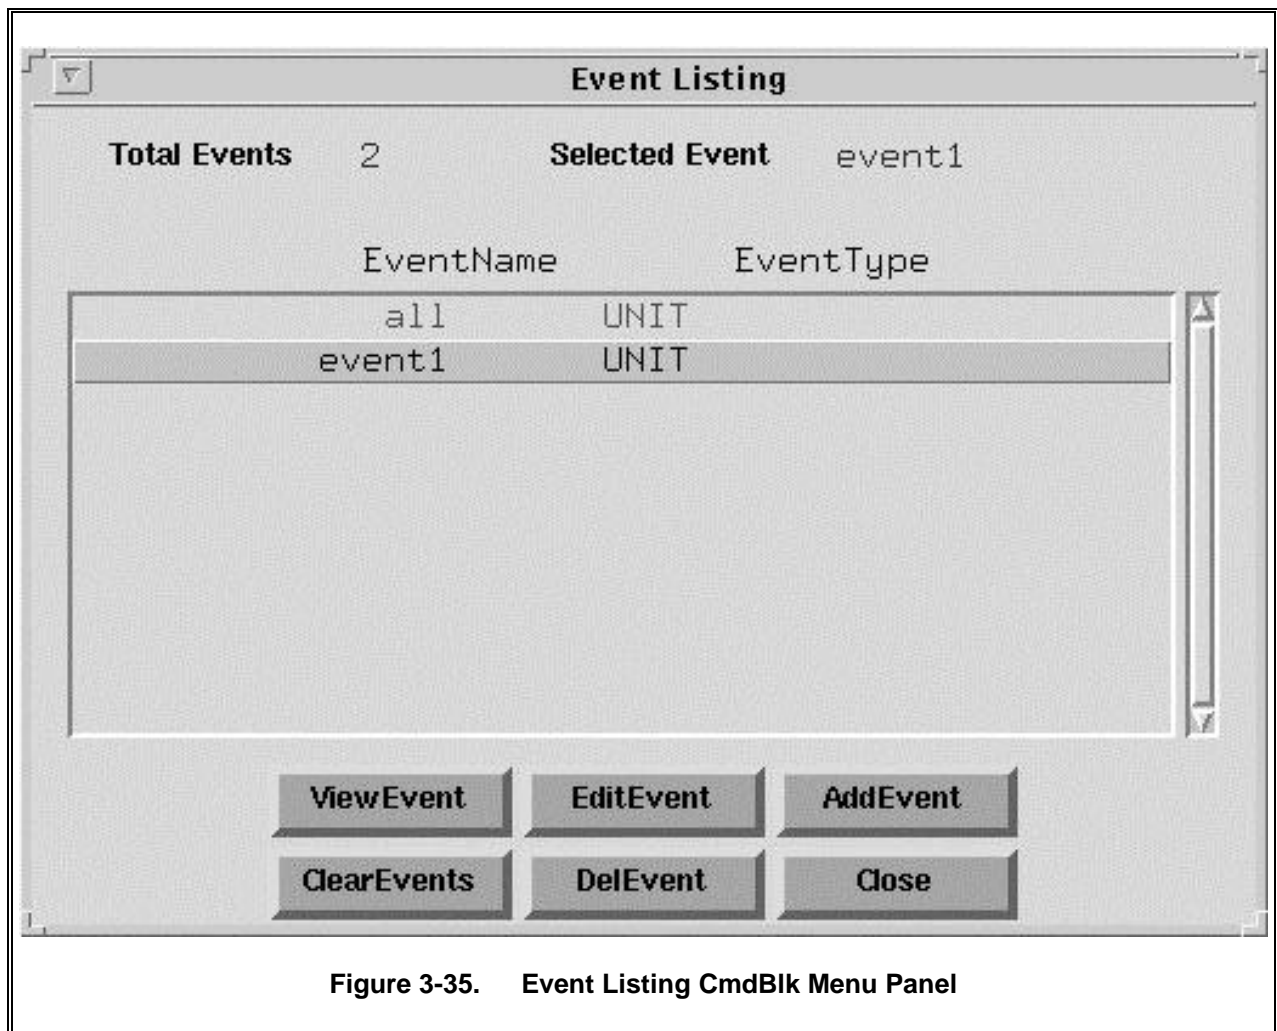 Event Listing
Total Events 2 Selected Event event1
EventName EventType
all UNIT
event1 UNIT
ViewEvent EditEvent AddEvent
ClearEvents DelEvent Close
Figure 3-35. Event Listing CmdBlk Menu Panel